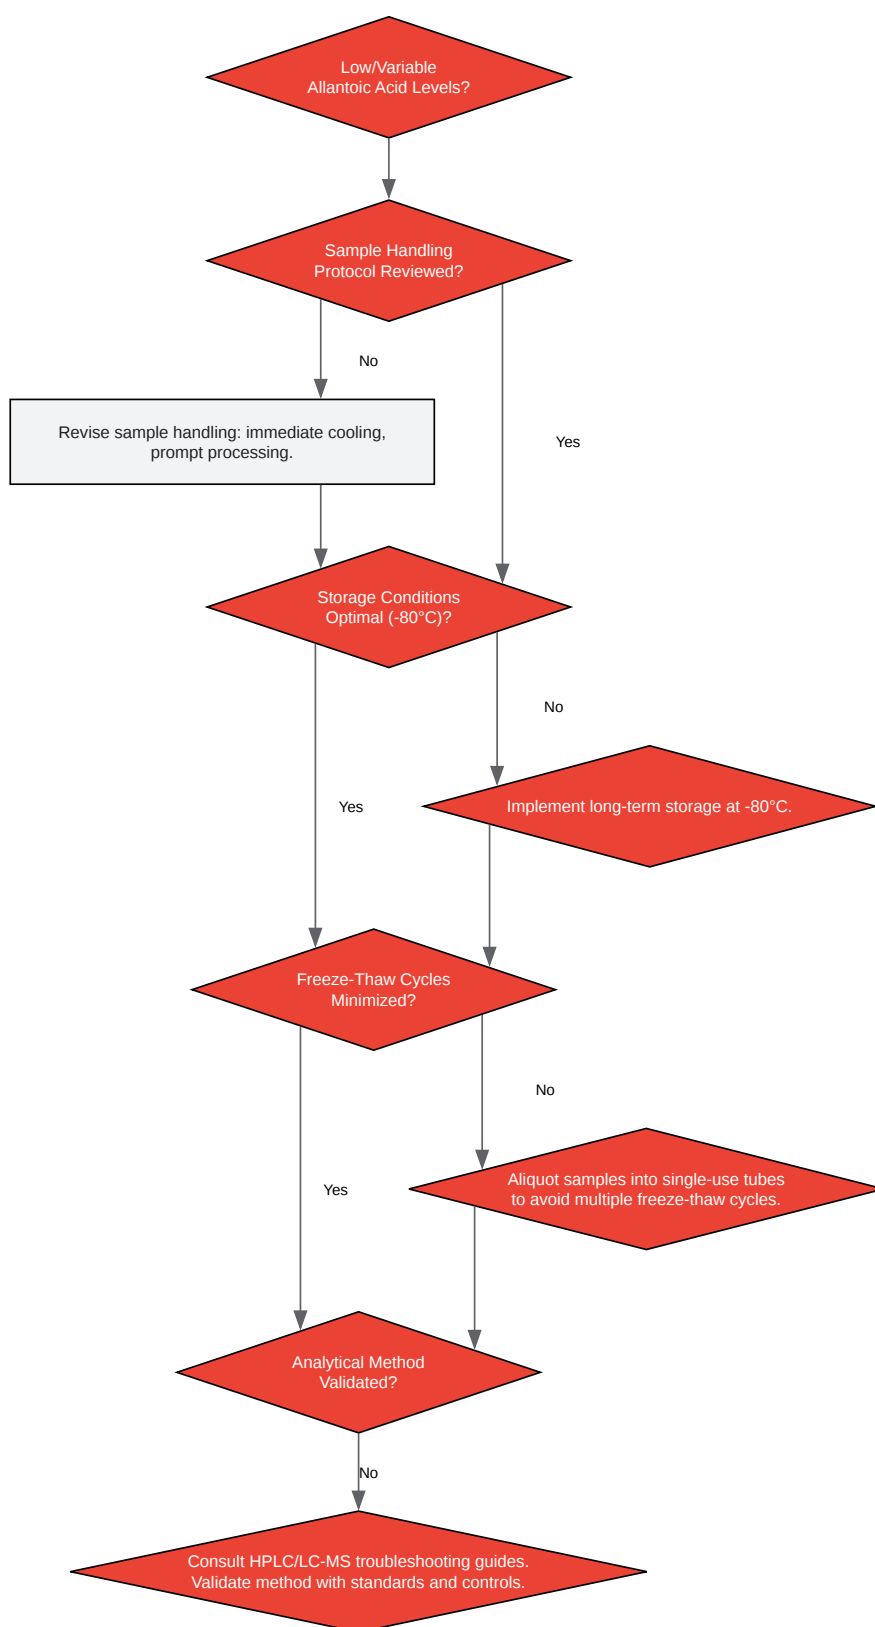 Low/Variable
Allantoic Acid Levels?
Sample Handling
Protocol Reviewed?
No
Revise sample handling: immediate cooling,
prompt processing.
Yes
Storage Conditions
Optimal (-80°C)?
No
Yes
Implement long-term storage at -80°C.
Freeze-Thaw Cycles
Minimized?
No
Aliquot samples into single-use tubes
to avoid multiple freeze-thaw cycles.
Yes
Analytical Method
Validated?
No
Consult HPLC/LC-MS troubleshooting guides.
Validate method with standards and controls.